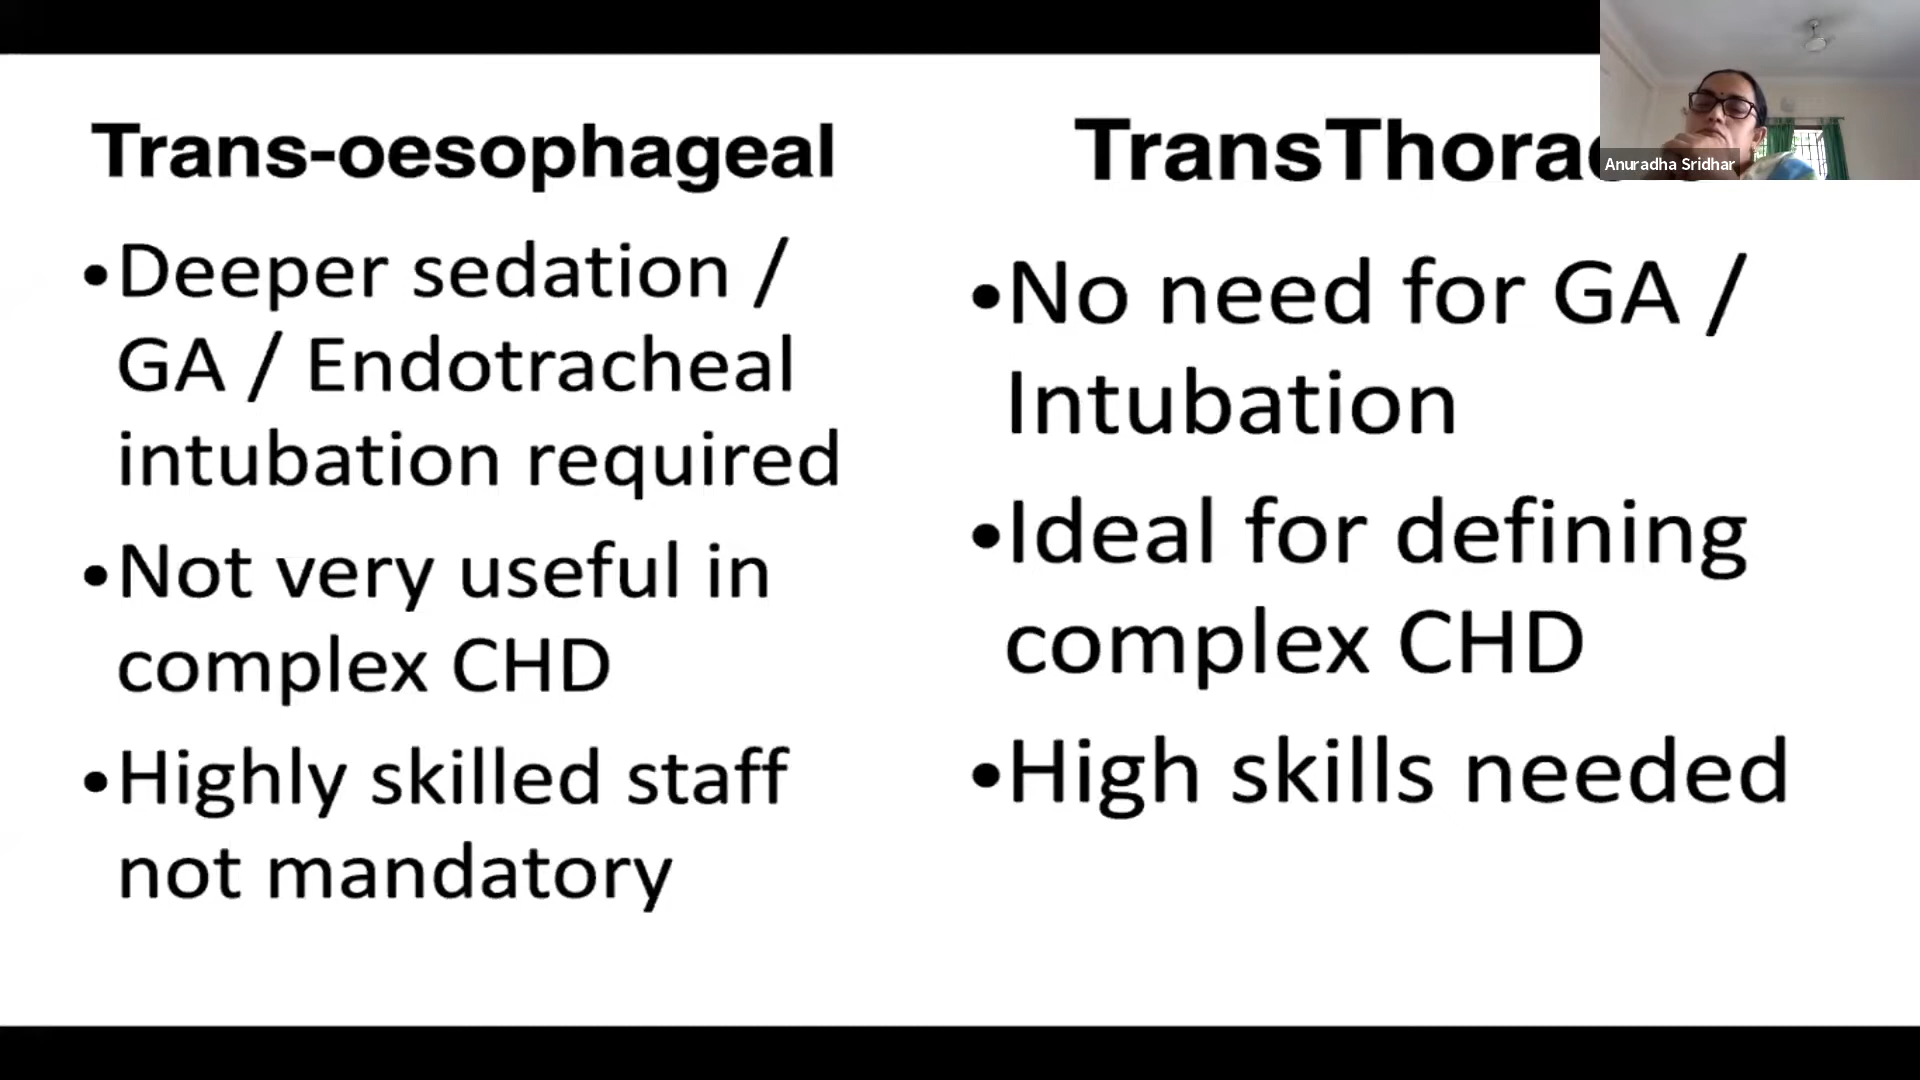 Trans-oesophageal
•Deeper sedation /
GA / Endotracheal
intubation required
•Not very useful in
complex CHD
•Highly skilled staff
not mandatory
•No need for GA /
Intubation
•Ideal for defining
complex CHD
•High skills needed
Anuradha Sridhar